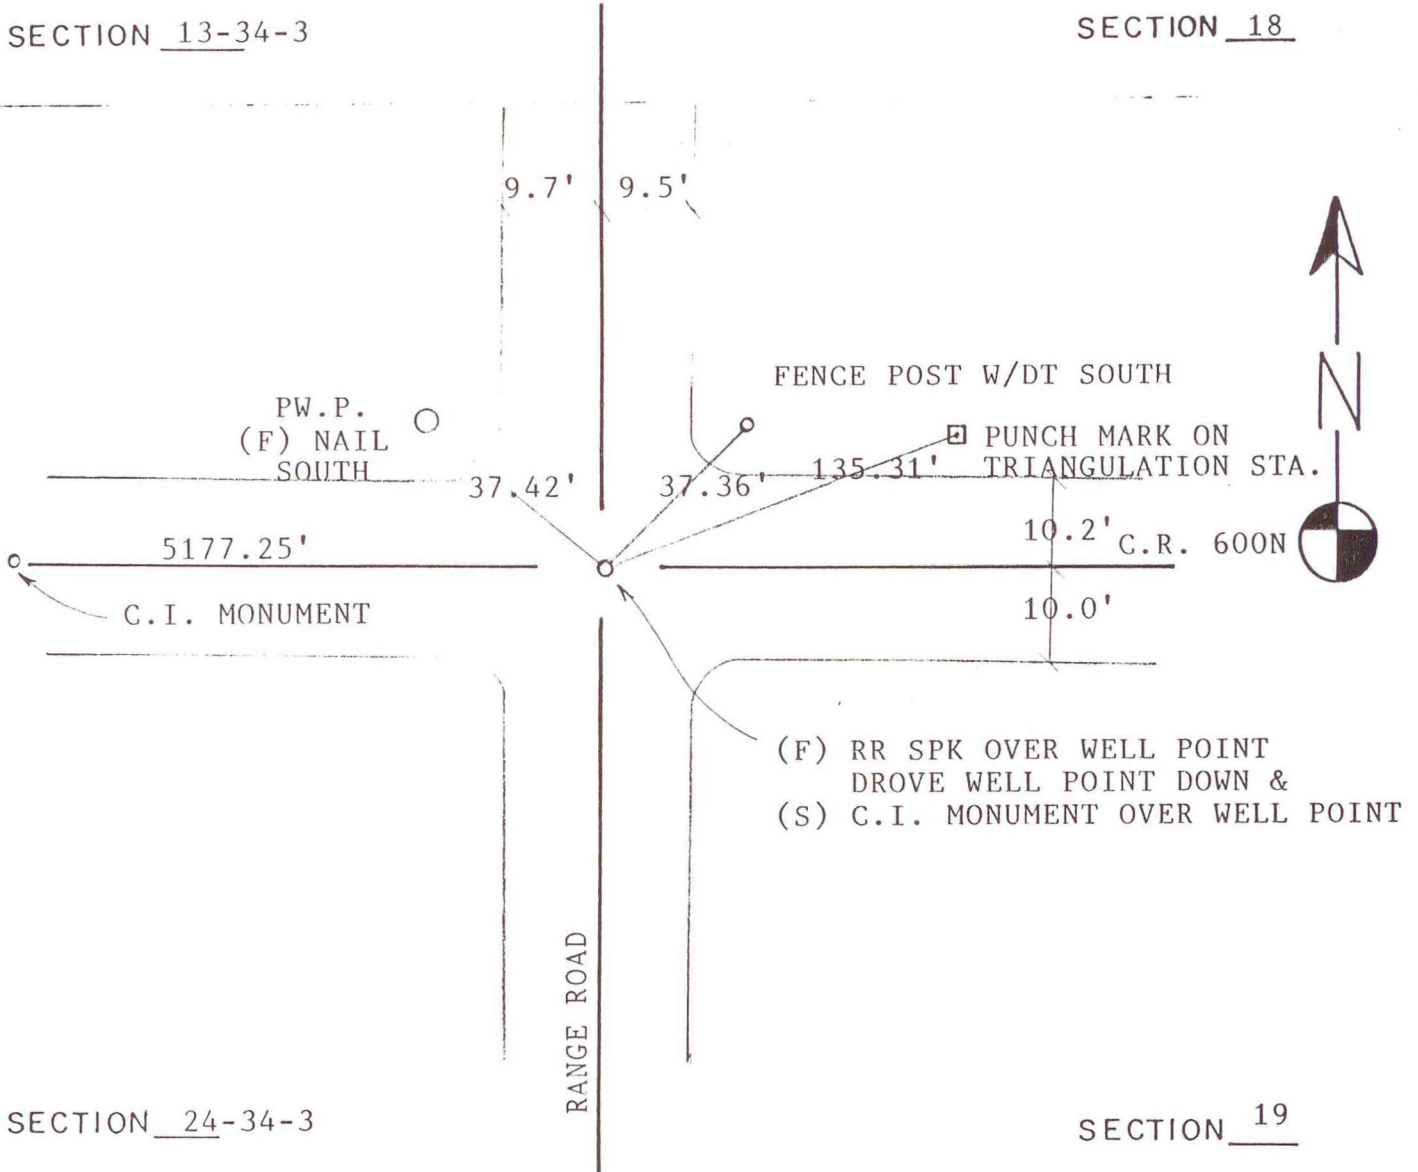 SECTION 13-34-3
SECTION 18
9.7'
9.5'
FENCE POST W/DT SOUTH
PW.P.
(F) NAIL
SOUTH
PUNCH MARK ON
TRIANGULATION STA.
37.42'
37.36'
135.31'
N
5177.25'
10.2'
C.R. 600N
C.I. MONUMENT
10.0'
(F) RR SPK OVER WELL POINT
DROVE WELL POINT DOWN &
(S) C.I. MONUMENT OVER WELL POINT
RANGE ROAD
SECTION 24-34-3
SECTION 19